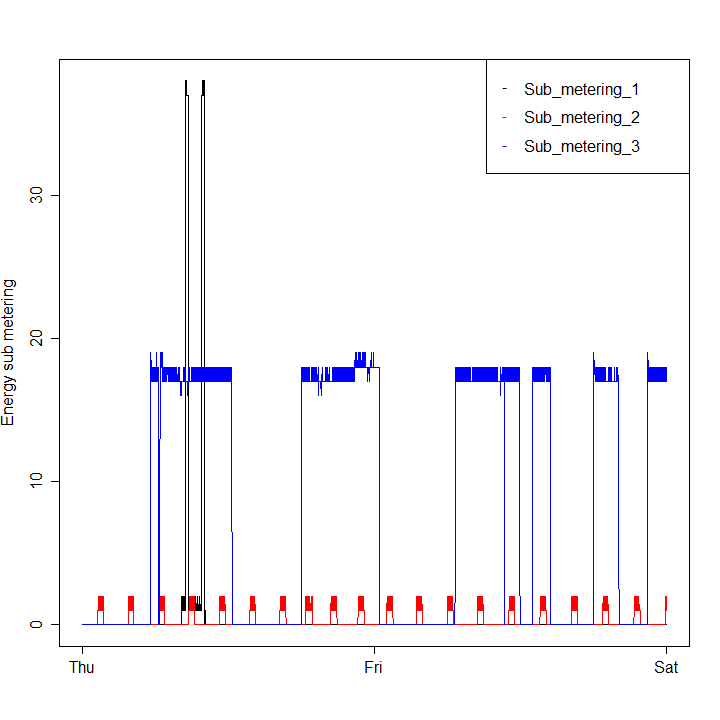 Sub_metering_1
Sub_metering_2
Sub_metering_3
Energy sub metering
30
20
10
0
Thu Fri Sat